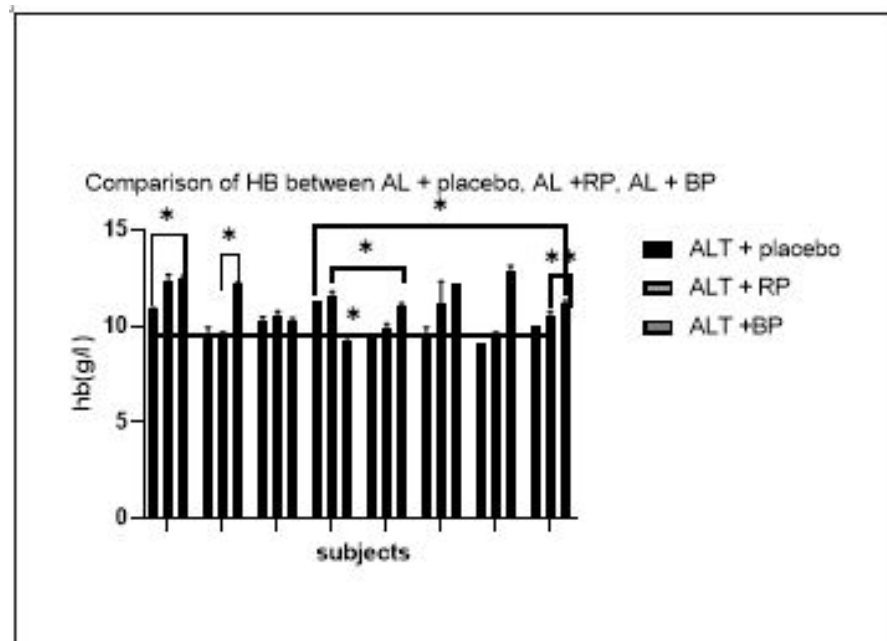 Comparison of HB between AL + placebo, AL +RP, AL + BP
*
*
*
*
*
* *
15
10
5
0
hb(g/l)
subjects
ALT + placebo
ALT + RP
ALT +BP